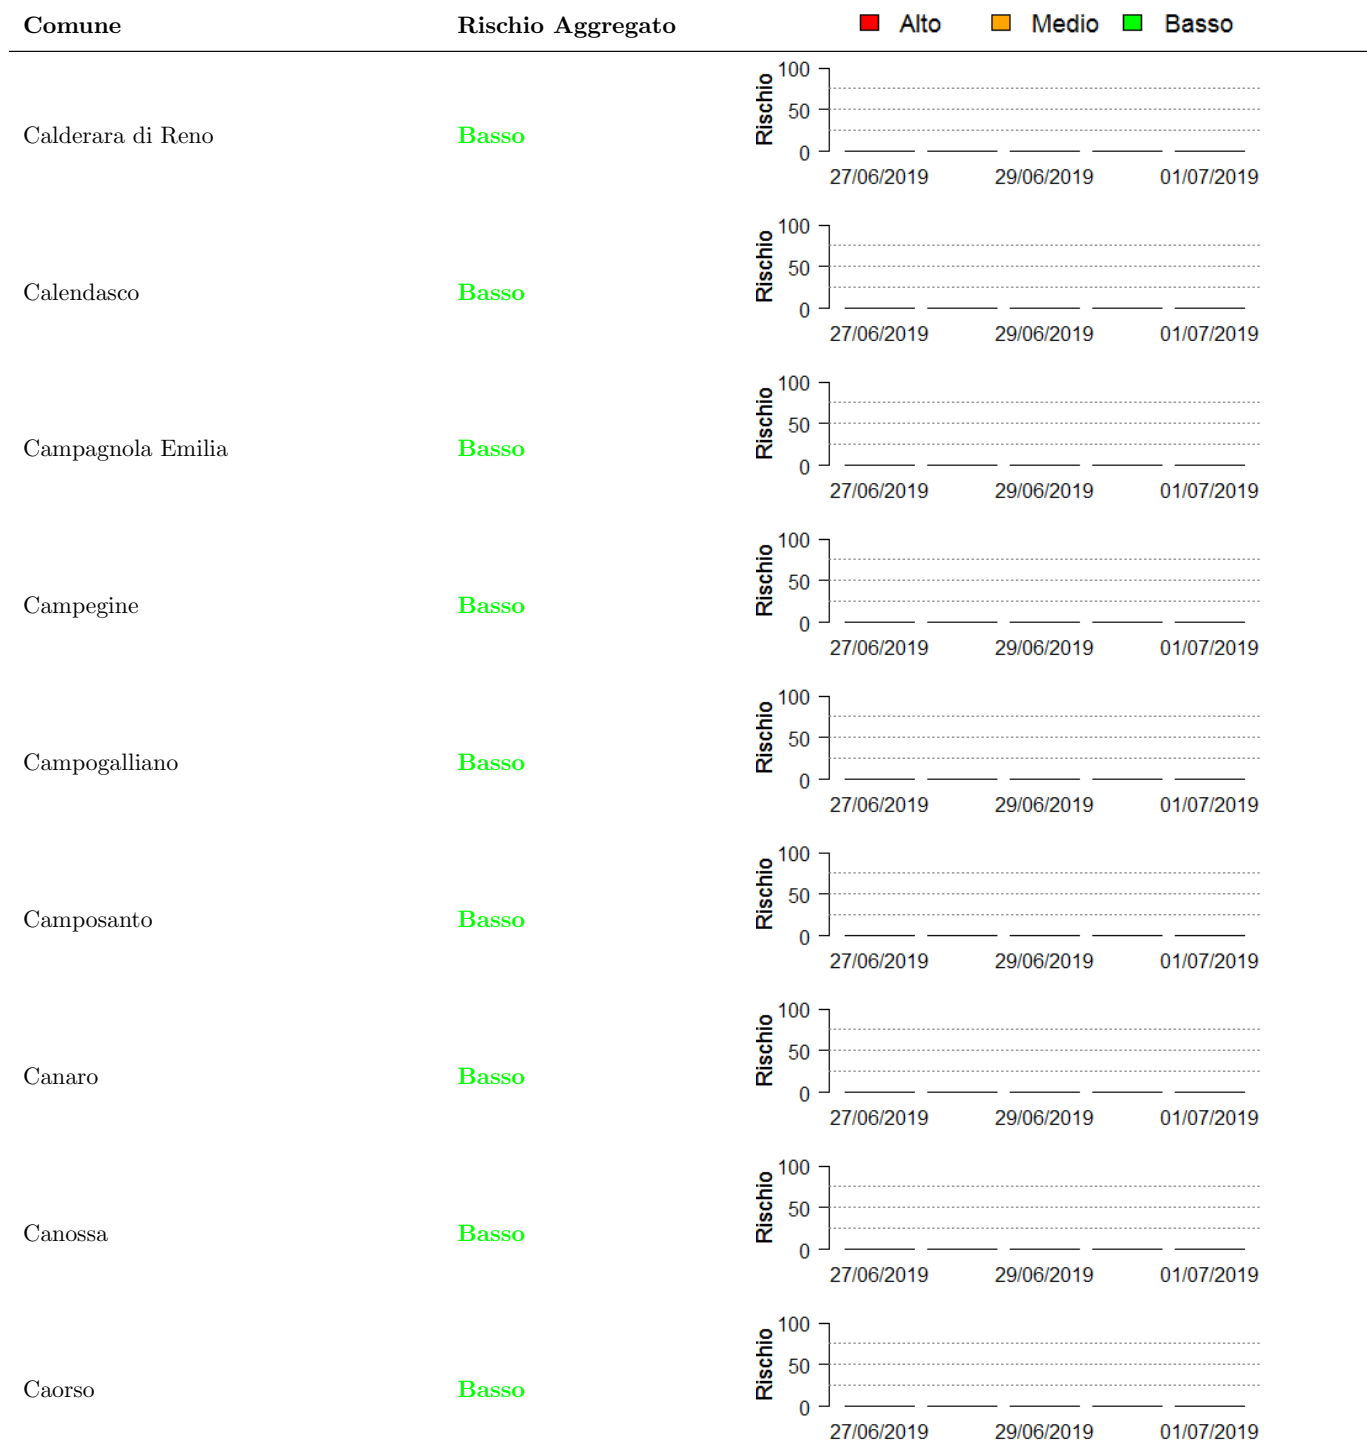 Comune Rischio Aggregato Alto Medio Basso
100
50
0
Rischio
Calderara di Reno Basso
27/06/2019 29/06/2019 01/07/2019
100
50
0
Rischio
Calendasco Basso
27/06/2019 29/06/2019 01/07/2019
100
50
0
Rischio
Campagnola Emilia Basso
27/06/2019 29/06/2019 01/07/2019
100
50
0
Rischio
Campegine Basso
27/06/2019 29/06/2019 01/07/2019
100
50
0
Rischio
Campogalliano Basso
27/06/2019 29/06/2019 01/07/2019
100
50
0
Rischio
Camposanto Basso
27/06/2019 29/06/2019 01/07/2019
100
50
0
Rischio
Canaro Basso
27/06/2019 29/06/2019 01/07/2019
100
50
0
Rischio
Canossa Basso
27/06/2019 29/06/2019 01/07/2019
100
50
0
Rischio
Caorso Basso
27/06/2019 29/06/2019 01/07/2019